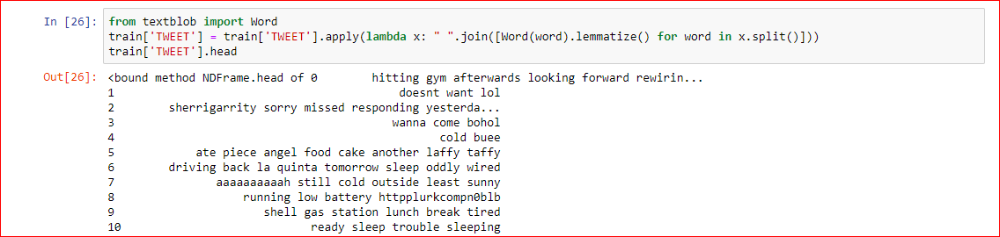 In [26]: from textblob import Word
train['TWEET'] = train['TWEET'].apply(lambda x: " ".join([Word(word).lemmatize() for word in x.split()]))
train['TWEET'].head
Out[26]: <bound method NDFrame.head of 0 hitting gym afterwards looking forward rewirin...
1 doesnt want lol
2 sherrigarrity sorry missed responding yesterda...
3 wanna come bohol
4 cold buee
5 ate piece angel food cake another laffy taffy
6 driving back la quinta tomorrow sleep oddly wired
7 aaaaaaaaaah still cold outside least sunny
8 running low battery httpplurkcompn0blb
9 shell gas station lunch break tired
10 ready sleep trouble sleeping